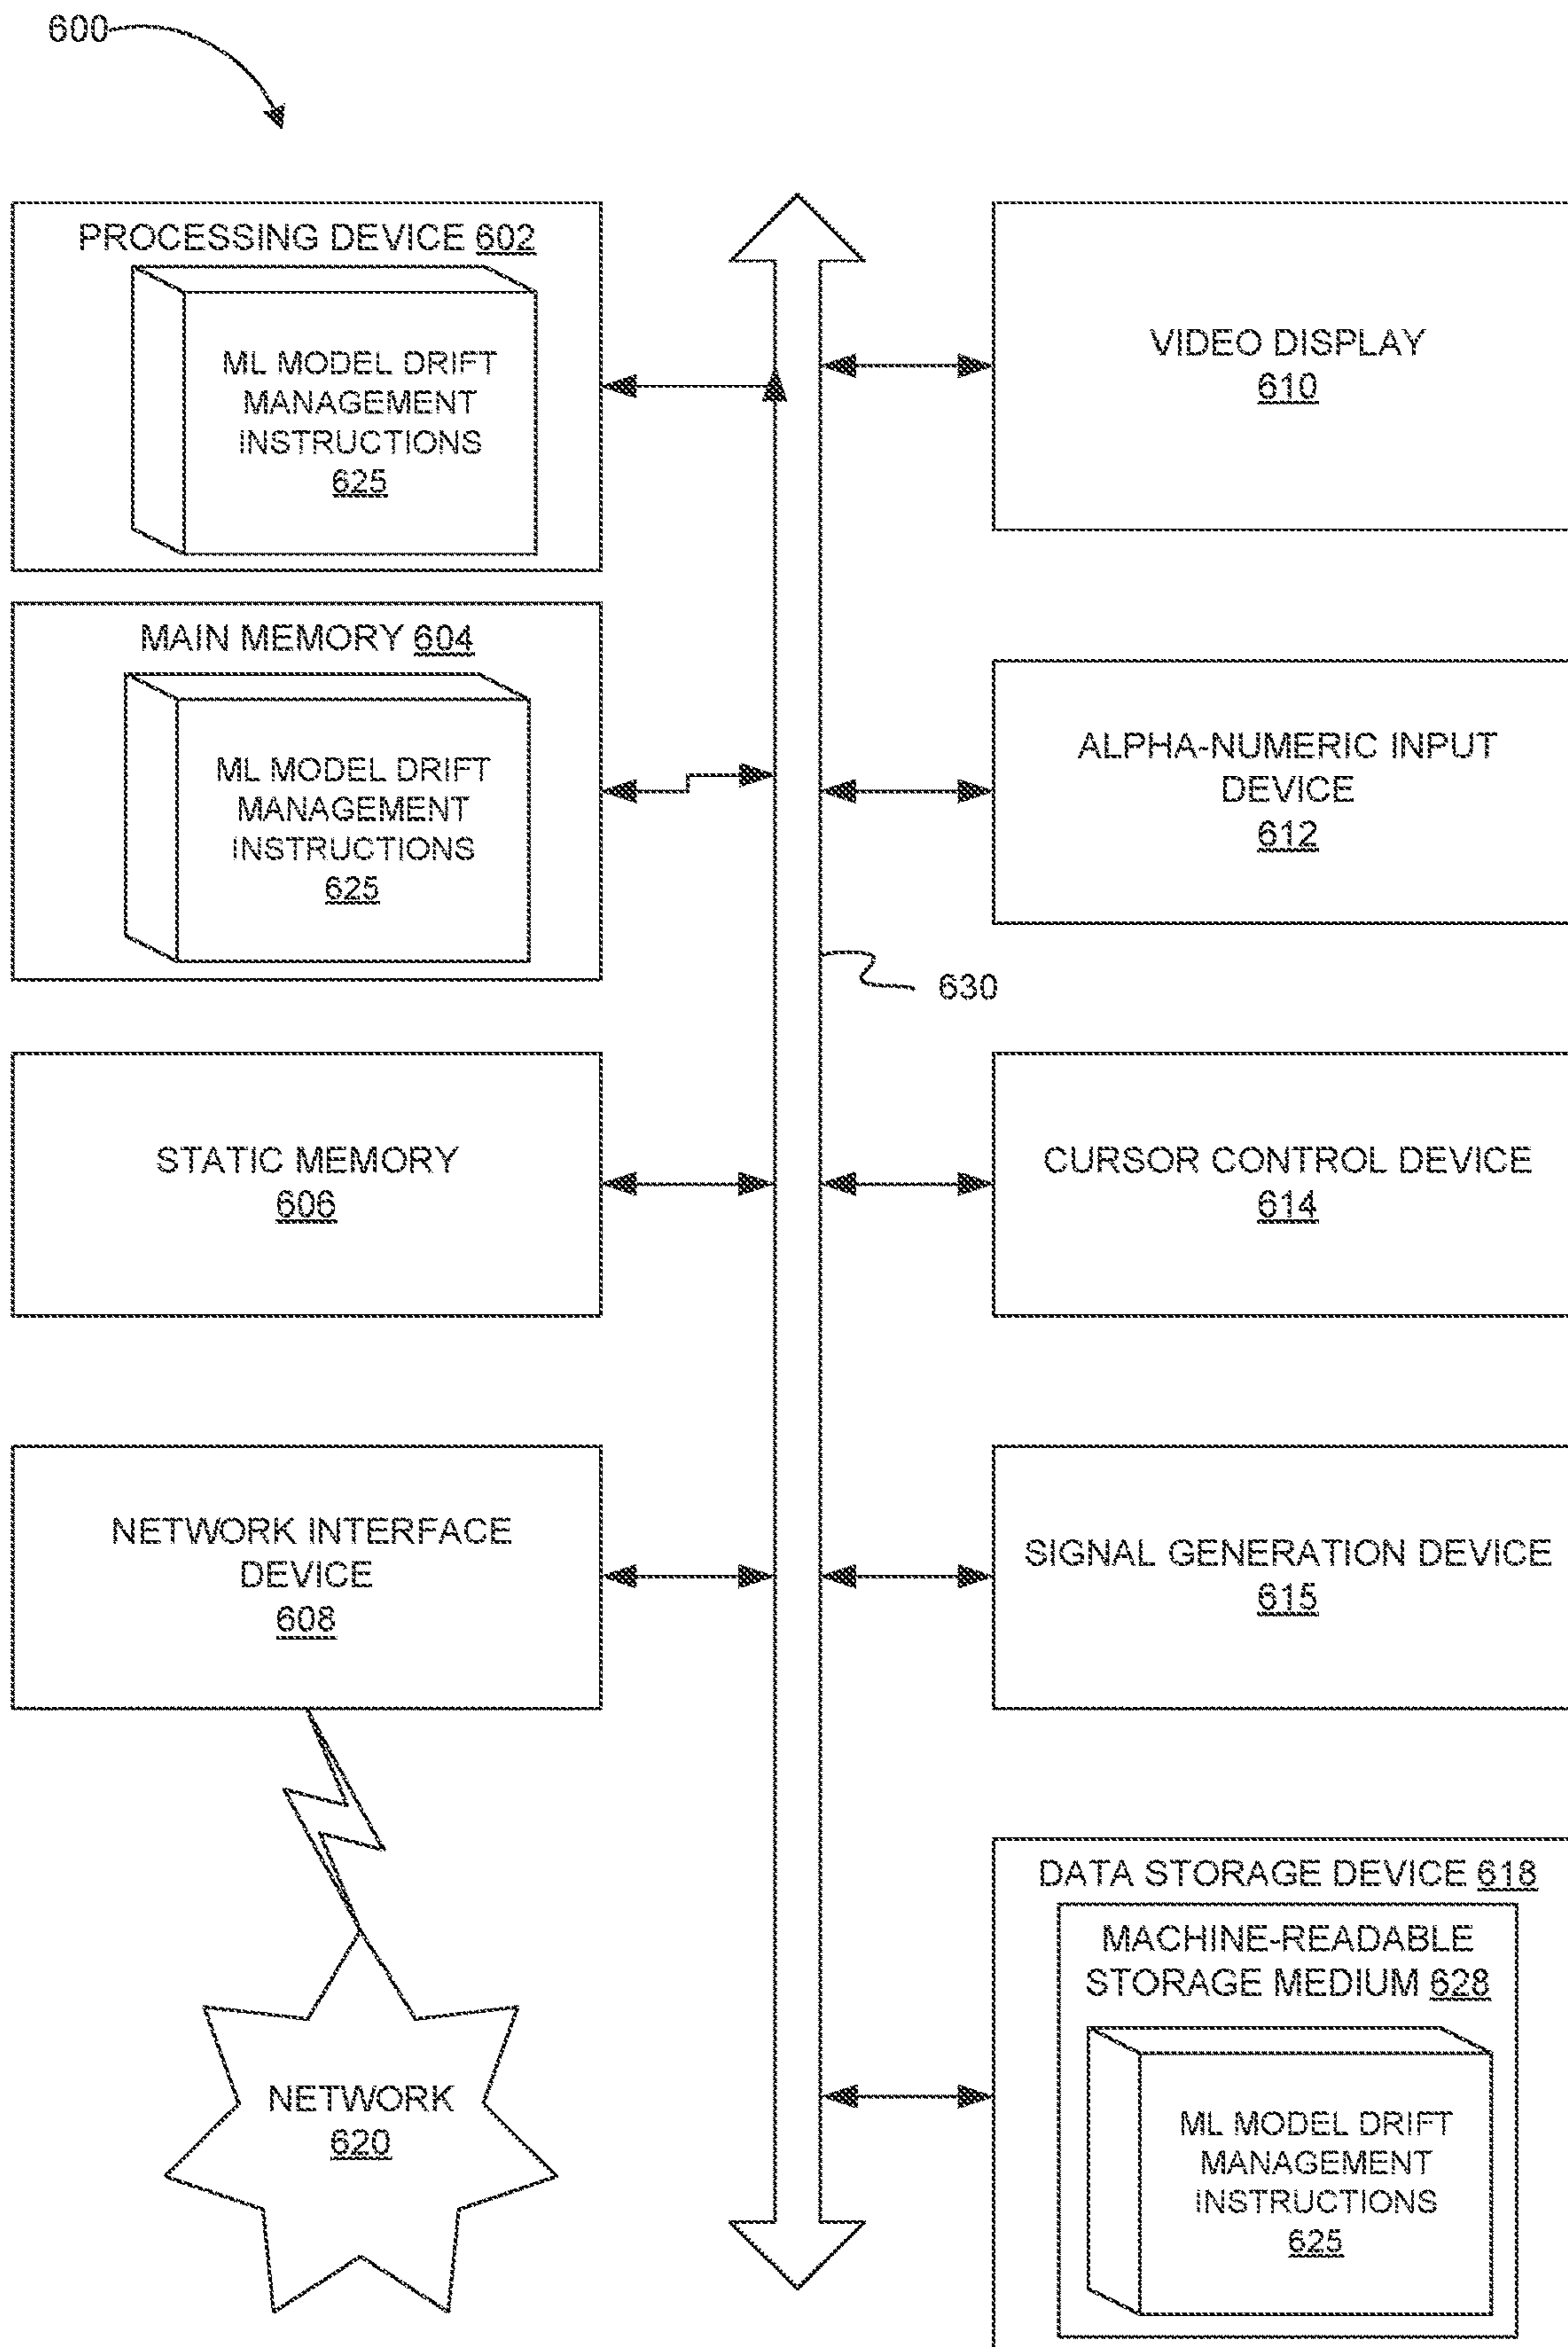 600
PROCESSING DEVICE 602
ML MODEL DRIFT
MANAGEMENT
INSTRUCTIONS
625
MAIN MEMORY 604
ML MODEL DRIFT
MANAGEMENT
INSTRUCTIONS
625
STATIC MEMORY
606
NETWORK INTERFACE
DEVICE
608
NETWORK
620
630
VIDEO DISPLAY
610
ALPHA-NUMERIC INPUT
DEVICE
612
CURSOR CONTROL DEVICE
614
SIGNAL GENERATION DEVICE
615
DATA STORAGE DEVICE 618
MACHINE-READABLE
STORAGE MEDIUM 628
ML MODEL DRIFT
MANAGEMENT
INSTRUCTIONS
625